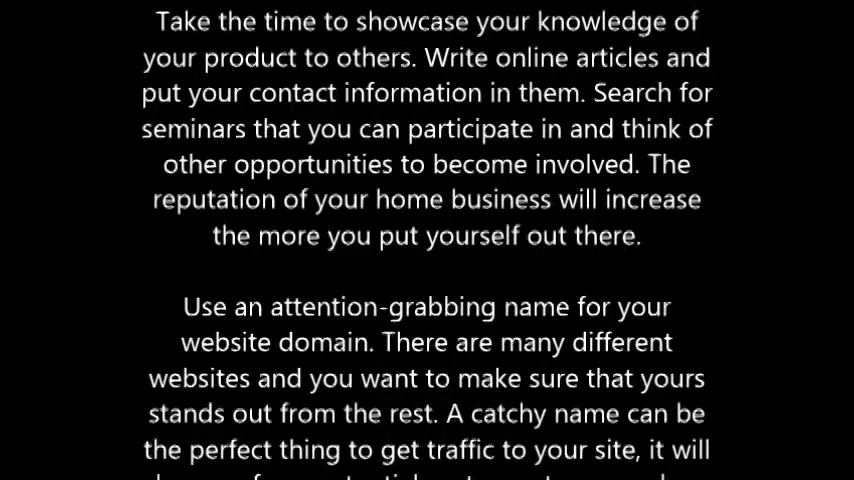 Take the time to showcase your knowledge of
your product to others. Write online articles and
put your contact information in them. Search for
seminars that you can participate in and think of
other opportunities to become involved. The
reputation of your home business will increase
the more you put yourself out there.
Use an attention-grabbing name for your
website domain. There are many different
websites and you want to make sure that yours
stands out from the rest. A catchy name can be
the perfect thing to get traffic to your site, it will